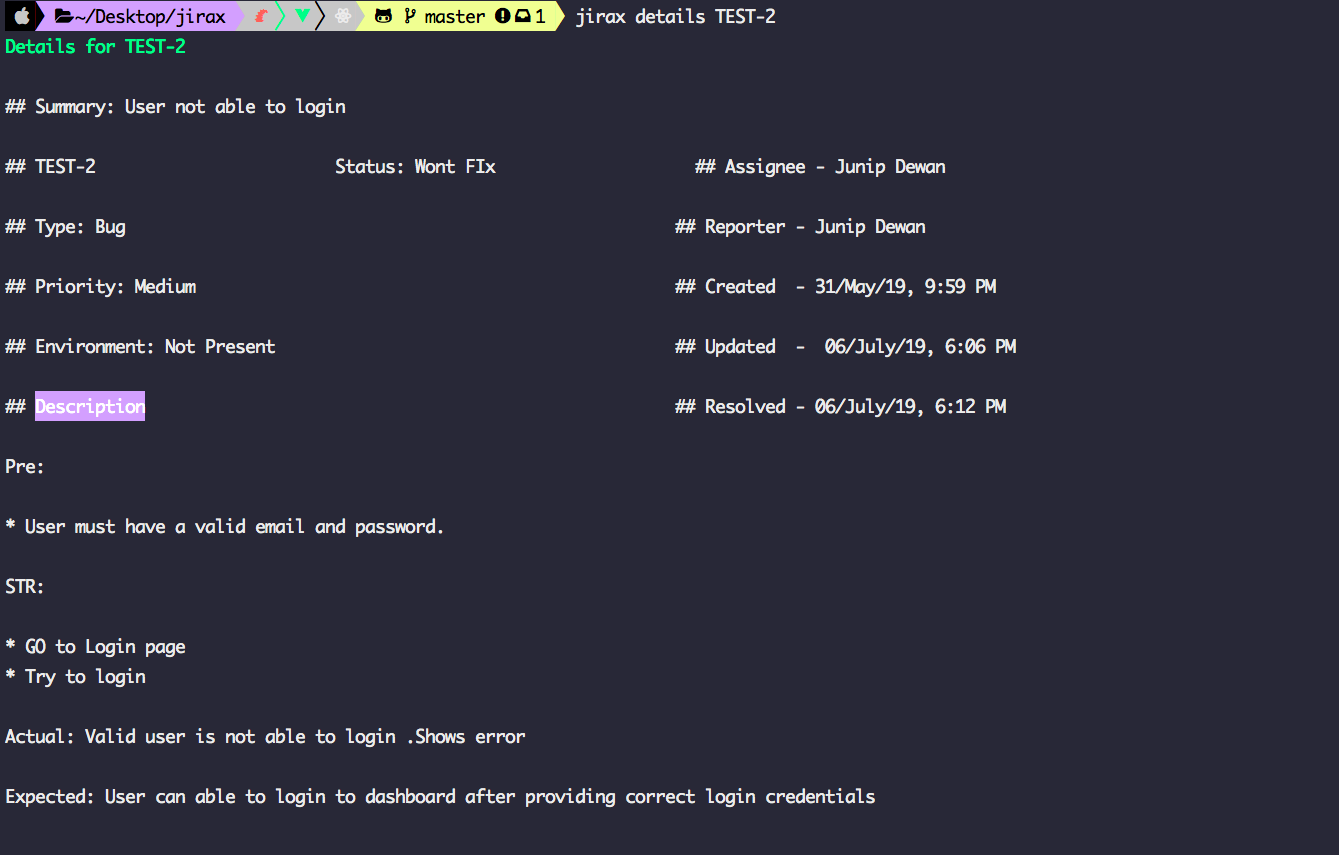 ~/Desktop/jirax master 1 jirax details TEST-2
Details for TEST-2
## Summary: User not able to login
## TEST-2 Status: Wont FIx ## Assignee - Junip Dewan
## Type: Bug ## Reporter - Junip Dewan
## Priority: Medium ## Created - 31/May/19, 9:59 PM
## Environment: Not Present ## Updated - 06/July/19, 6:06 PM
## Description ## Resolved - 06/July/19, 6:12 PM
Pre:
* User must have a valid email and password.
STR:
* GO to Login page
* Try to login
Actual: Valid user is not able to login .Shows error
Expected: User can able to login to dashboard after providing correct login credentials